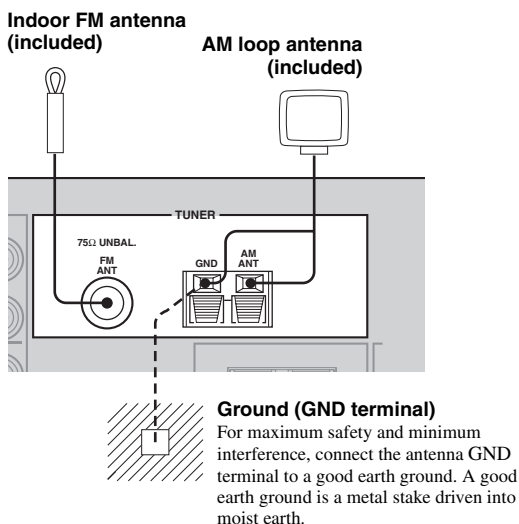 Indoor FM antenna
(included)
AM loop antenna
(included)
TUNER
75Ω UNBAL.
FM
ANT
GND
AM
ANT
Ground (GND terminal)
For maximum safety and minimum
interference, connect the antenna GND
terminal to a good earth ground. A good
earth ground is a metal stake driven into
moist earth.